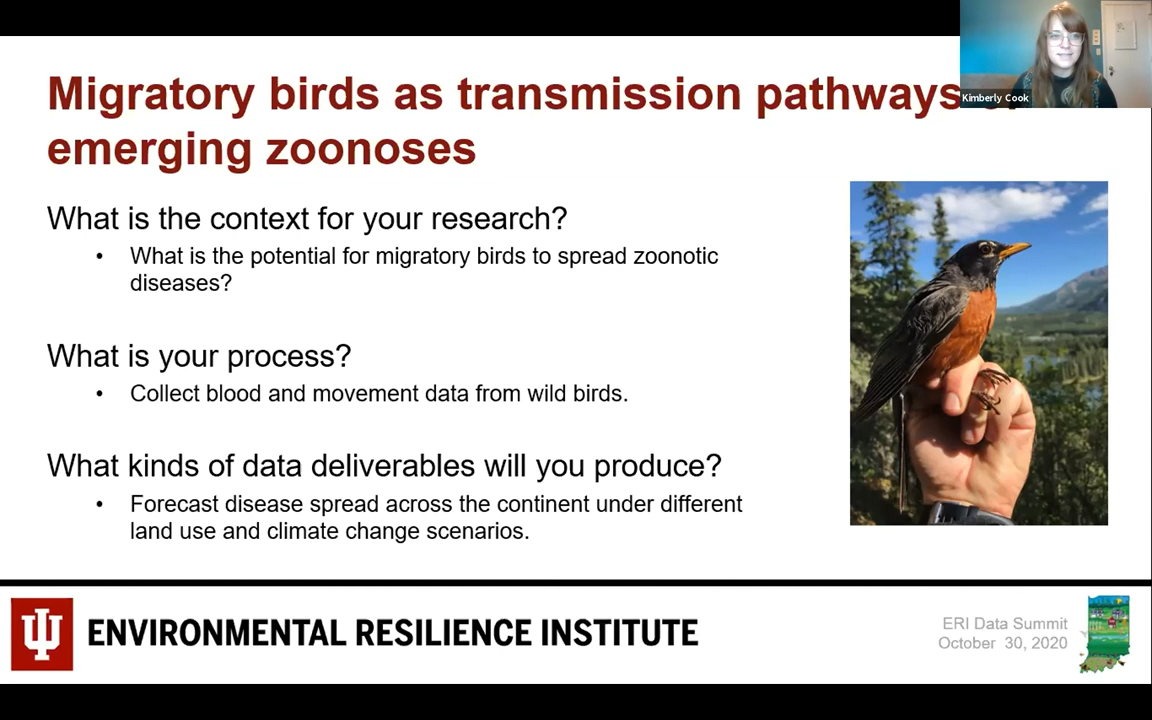 Migratory birds as transmission pathways
Kimberly Cook
emerging zoonoses
What is the context for your research?
• What is the potential for migratory birds to spread zoonotic
diseases?
What is your process?
• Collect blood and movement data from wild birds.
What kinds of data deliverables will you produce?
• Forecast disease spread across the continent under different
land use and climate change scenarios.
ENVIRONMENTAL RESILIENCE INSTITUTE
ERI Data Summit
October 30, 2020